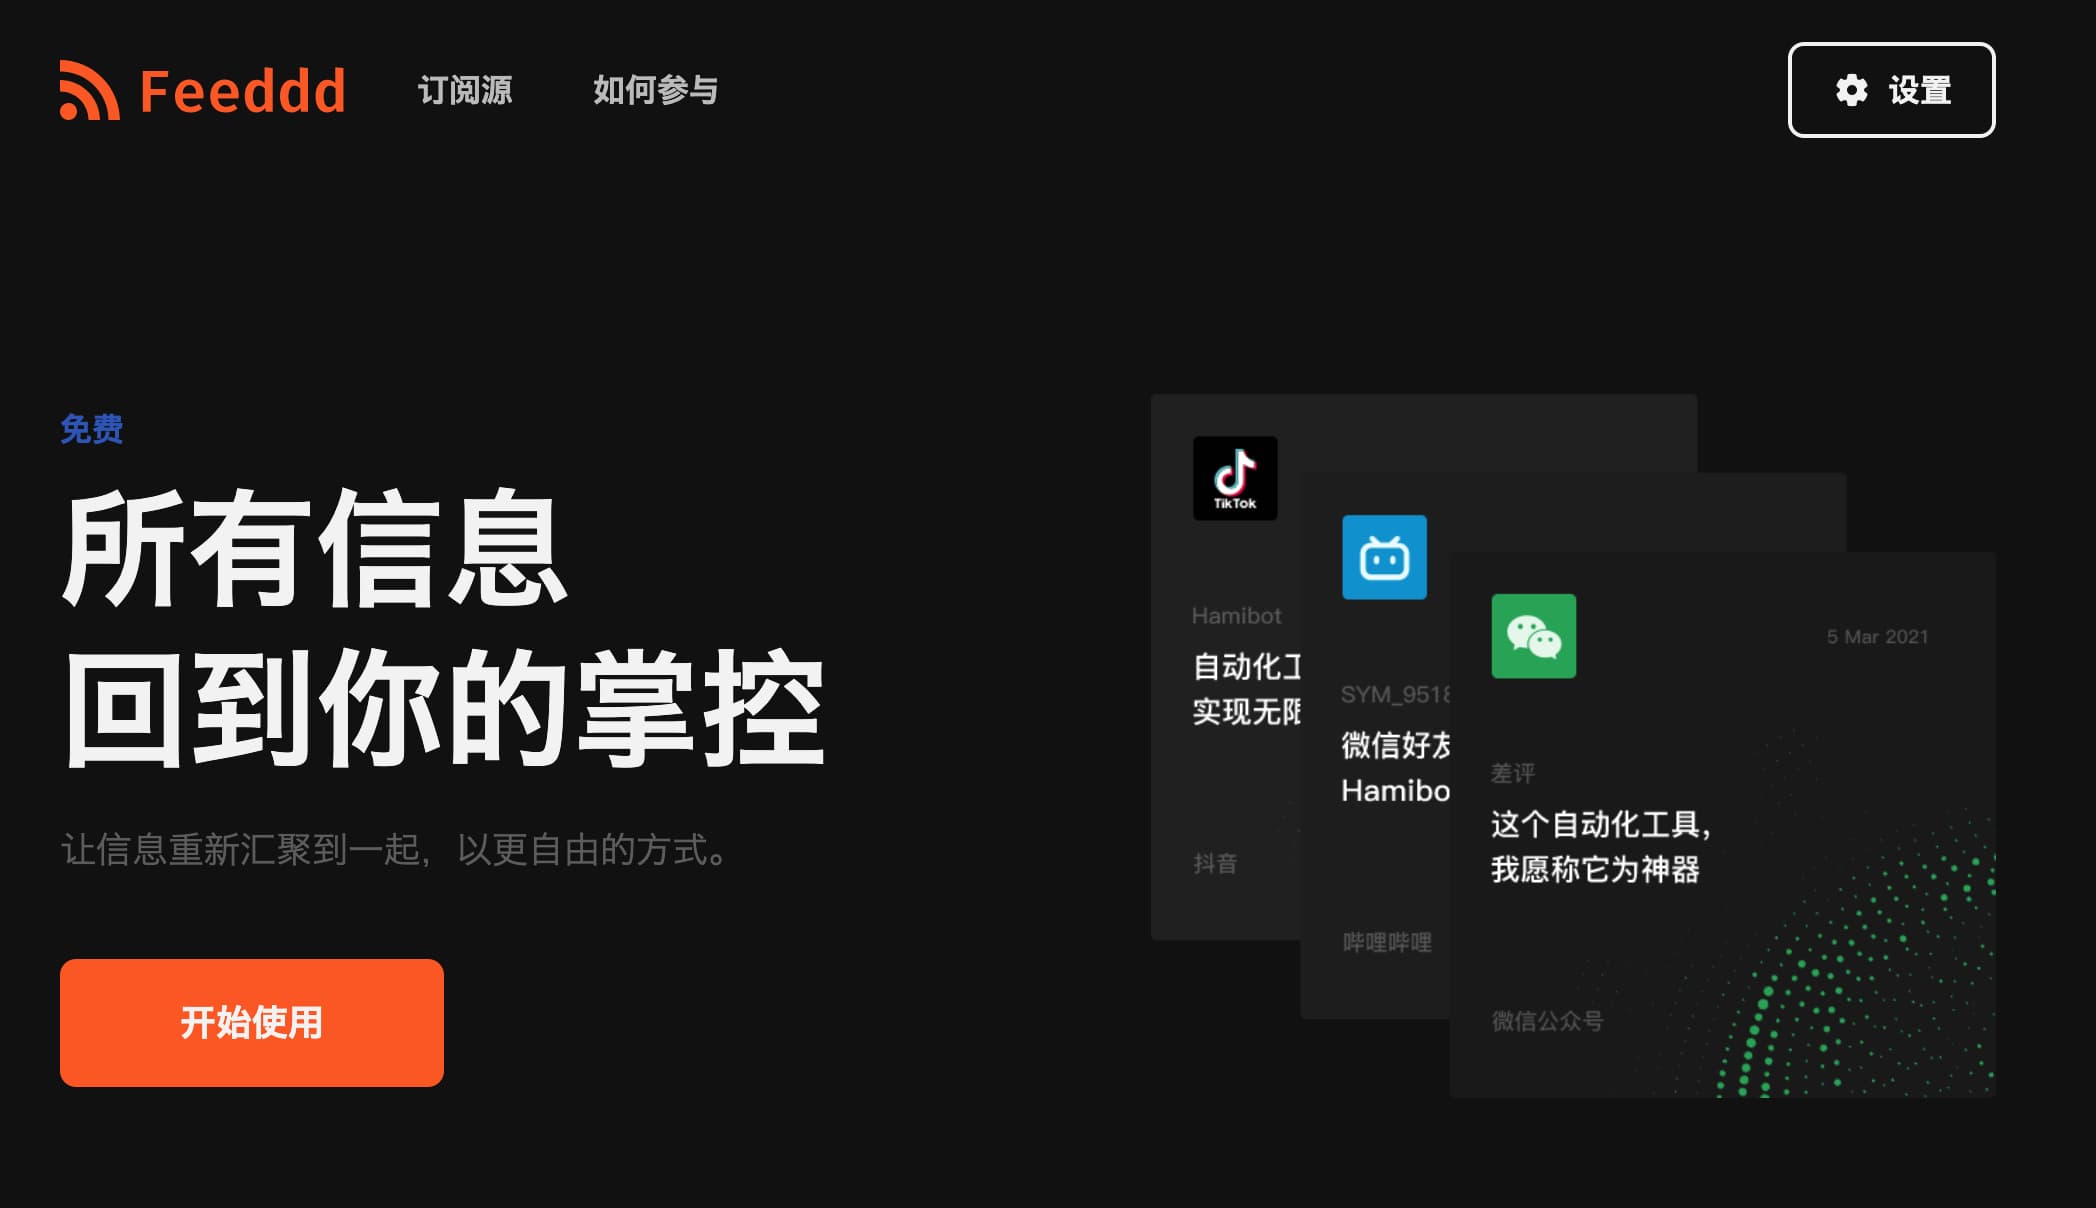 Feeddd
订阅源
如何参与
设置
免费
所有信息
回到你的掌控
让信息重新汇聚到一起，以更自由的方式。
开始使用
TikTok
Hamibot
自动化工
实现无限
抖音
SYM_9518
微信好友
Hamibo
哔哩哔哩
5 Mar 2021
差评
这个自动化工具，
我愿称它为神器
微信公众号